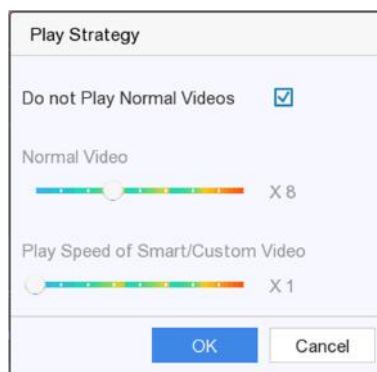 Play Strategy
Do not Play Normal Videos
Normal Video
X 8
Play Speed of Smart/Custom Video
X 1
OK Cancel